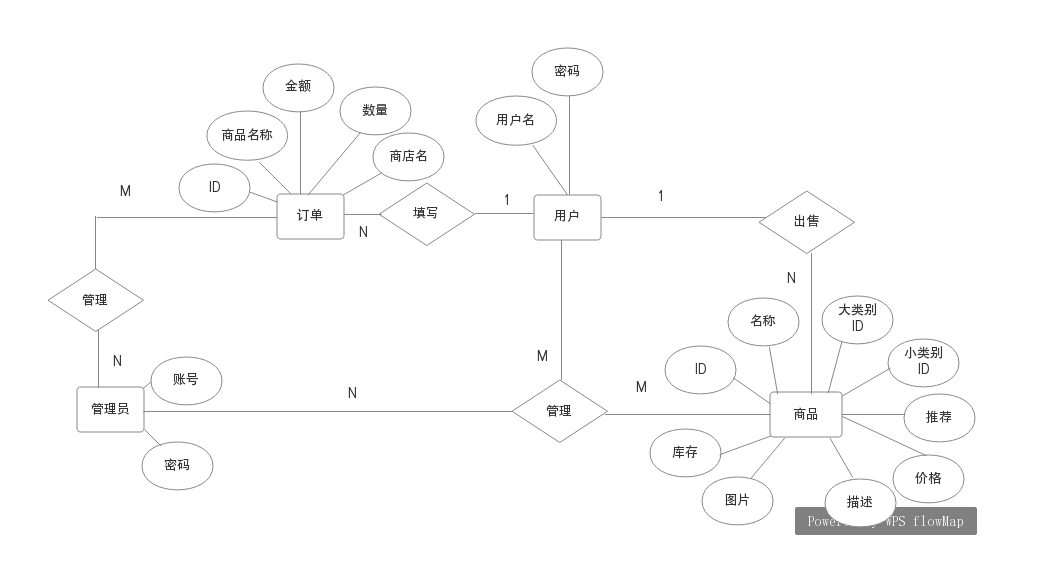 密码
金额
数量
用户名
商品名称
商店名
ID
M
1
1
订单
填写
用户
出售
N
N
管理
名称
大类别
ID
M
N
小类别
ID
ID
账号
M
N
管理员
管理
商品
推荐
库存
密码
价格
图片
描述
WPS flowMap